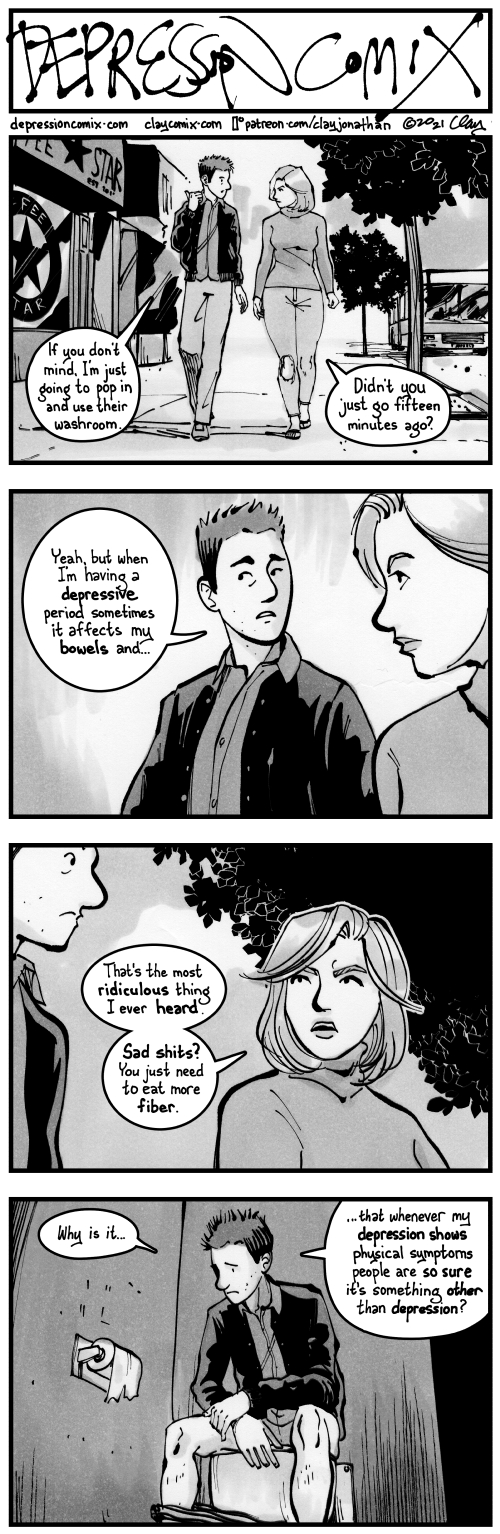 DEPRESSION COMIX
depressioncomix.com claycomix.com patreon.com/clayjonathan ©2021 Clay
STAR
FEE
TAR
If you don't
mind, I'm just
going to pop in
and use their
washroom.
Didn't you
just go fifteen
minutes ago?
Yeah, but when
I'm having a
depressive
period sometimes
it affects my
bowels and...
That's the most
ridiculous thing
I ever heard.
Sad shits?
You just need
to eat more
fiber.
Why is it...
...that whenever my
depression shows
physical symptoms
people are so sure
it's something other
than depression?